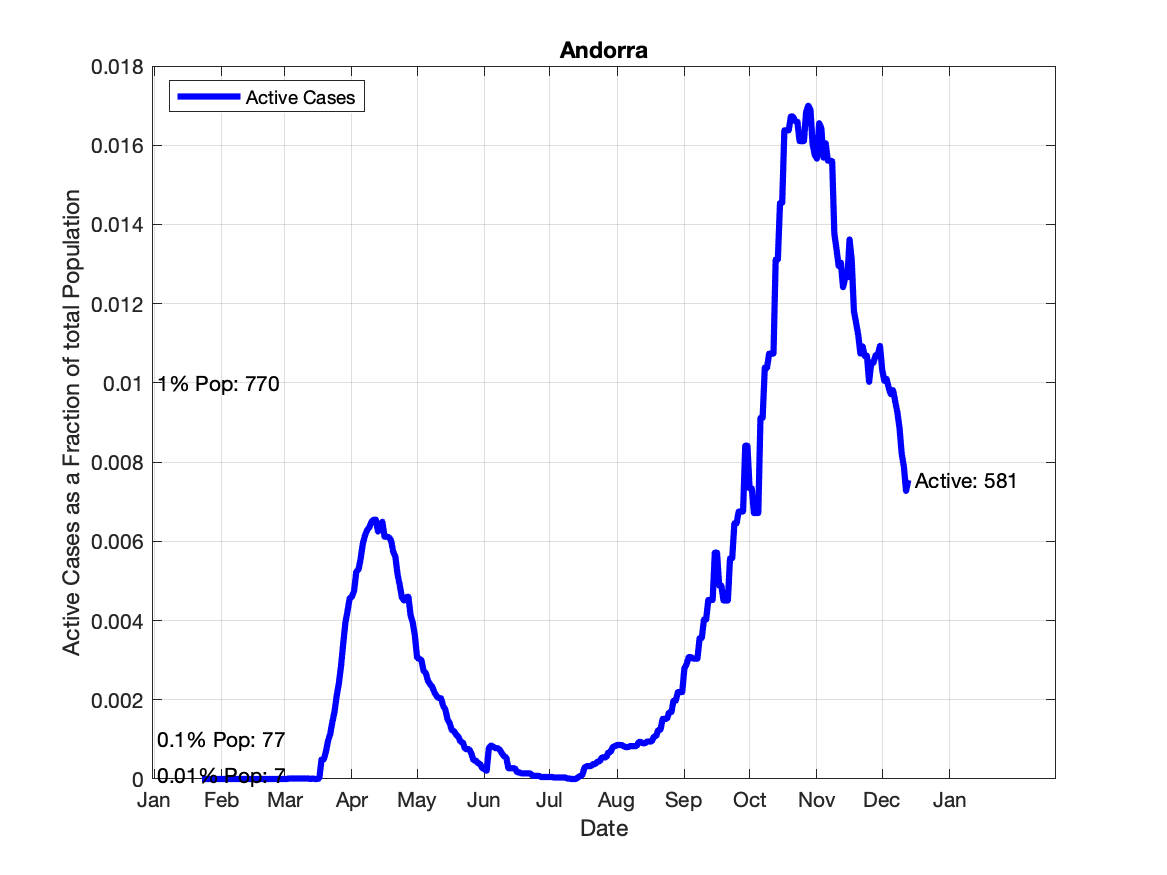 Andorra
Active Cases
Active Cases as a Fraction of total Population
0.018
0.016
0.014
0.012
0.01
0.008
0.006
0.004
0.002
0
1% Pop: 770
0.1% Pop: 77
0.01% Pop: 7
Active: 581
Jan Feb Mar Apr May Jun Jul Aug Sep Oct Nov Dec Jan
Date